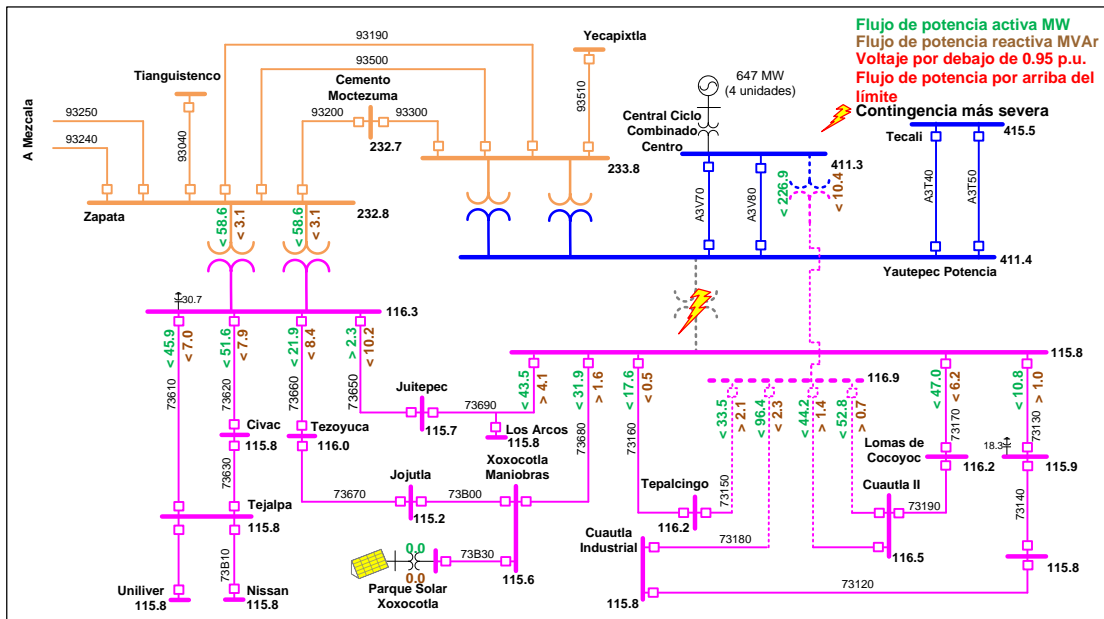 Flujo de potencia activa MW
Flujo de potencia reactiva MVAr
Voltaje por debajo de 0.95 p.u.
Flujo de potencia por arriba del
límite
Contingencia más severa
93190
Yecapixtla
Tianguistenco
93500
Cemento
Moctezuma
647 MW
(4 unidades)
A Mezcala
93250
93240
93040
93200
93300
93510
232.7
Central Ciclo
Combinado
Centro
Tecali
415.5
411.3
233.8
Zapata
232.8
A3V70
A3V80
< 226.9
< 10.4
A3T40
A3T50
< 58.6
< 3.1
< 58.6
< 3.1
Yautepec Potencia
411.4
30.7
116.3
115.8
< 45.9
< 7.0
< 51.6
< 7.9
< 21.9
< 8.4
> 2.3
< 10.2
73610
73620
73660
73650
Juitepec
73690
115.7
Los Arcos
115.8
< 43.5
> 4.1
< 31.9
> 1.6
73680
< 17.6
< 0.5
73160
116.9
< 33.5
> 2.1
< 96.4
< 2.3
< 44.2
> 1.4
< 52.8
> 0.7
< 47.0
< 6.2
73170
< 10.8
> 1.0
73130
Civac
115.8
Tezoyuca
116.0
73630
Lomas de
Cocoyoc
116.2
18.3
115.9
Jojutla
Xoxocotla
Maniobras
73670
73B00
115.2
Tepalcingo
73150
116.2
Cuautla II
73190
116.5
73140
Tejalpa
115.8
73B10
Cuautla
Industrial
73180
0.0
0.0
73B30
115.6
Parque Solar
Xoxocotla
115.8
73120
115.8
Uniliver
115.8
Nissan
115.8